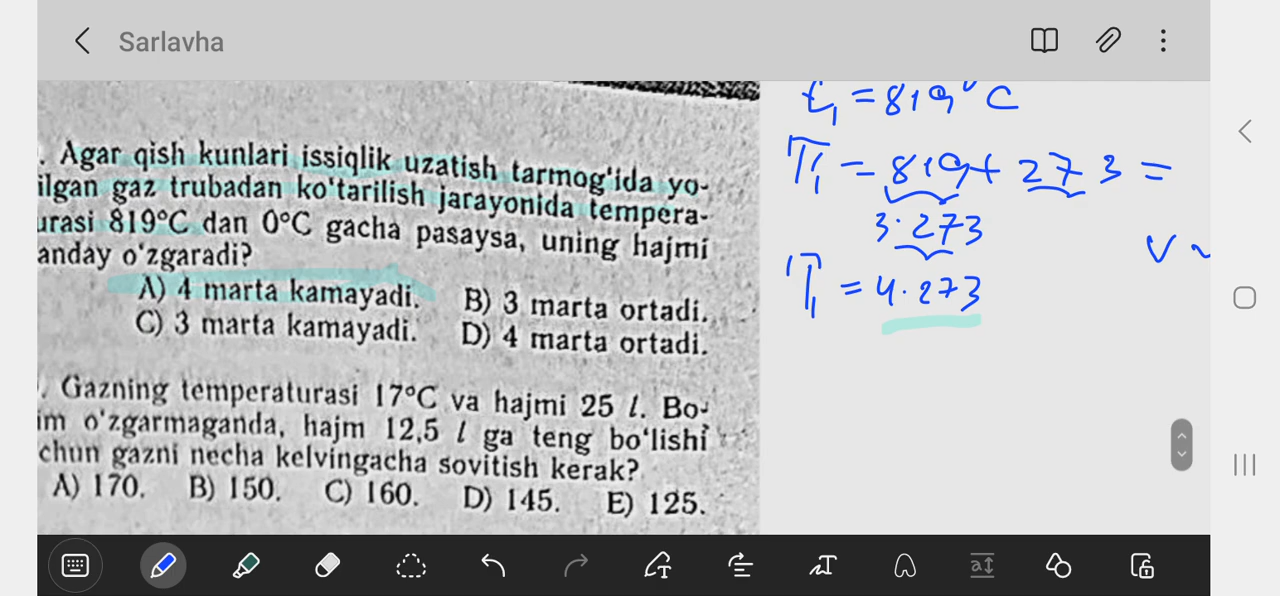 Sarlavha
. Agar qish kunlari issiqlik uzatish tarmog'ida yo-
ilgan gaz trubadan ko'tarilish jarayonida tempera-
urasi 819°C dan 0°C gacha pasaysa, uning hajmi
anday o'zgaradi?
A) 4 marta kamayadi. B) 3 marta ortadi.
C) 3 marta kamayadi. D) 4 marta ortadi.
. Gazning temperaturasi 17°C va hajmi 25 l. Bo-
im o'zgarmaganda, hajm 12,5 l ga teng bo'lishi
chun gazni necha kelvingacha sovitish kerak?
A) 170. B) 150. C) 160. D) 145. E) 125.
t₁ = 819°C
T₁ = 819 + 273 =
3·273
T₁ = 4·273
V ~